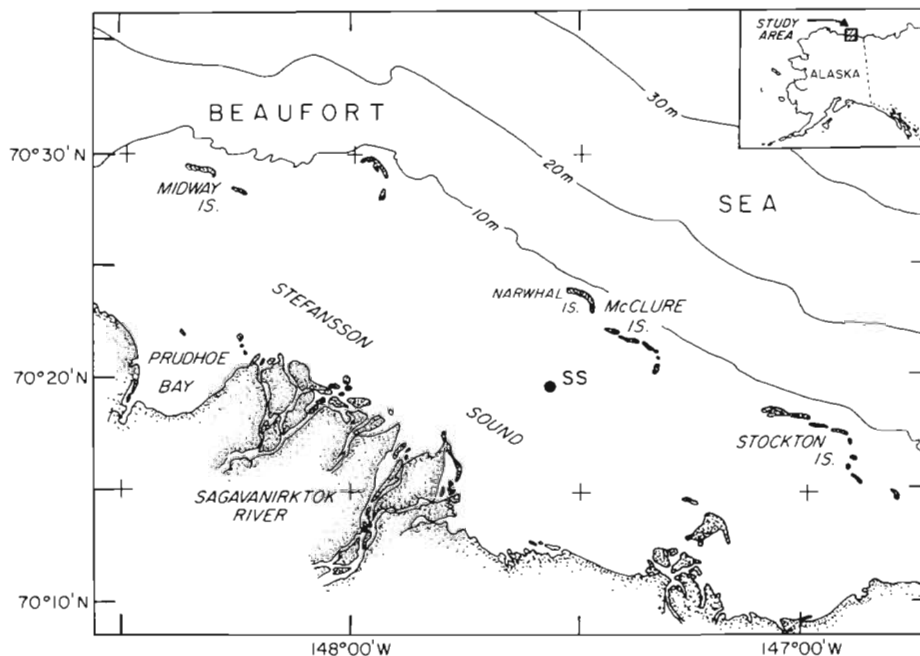 STUDY
AREA
ALASKA
BEAUFORT
30m
70°30'N
20m
MIDWAY
IS.
SEA
10m
STEFANSSON
NARWHAL
IS.
McCLURE
IS.
PRUDHOE
BAY
70°20'N
SS
SOUND
STOCKTON
IS.
SAGAVANIRKTOK
RIVER
70°10'N
148°00'W
147°00'W